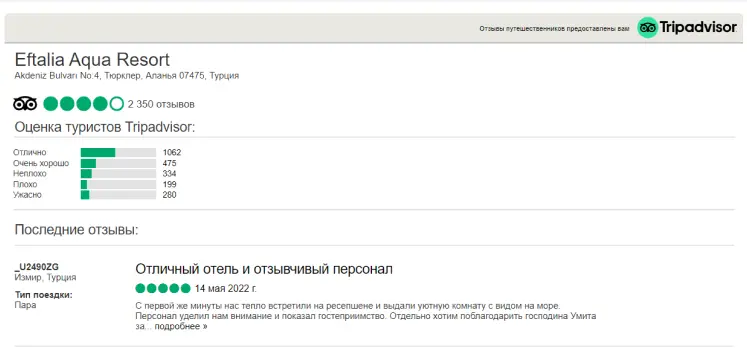 Отзывы путешественников предоставлены вам Tripadvisor
Eftalia Aqua Resort
Akdeniz Bulvarı No:4, Тюрклер, Аланья 07475, Турция
2 350 отзывов
Оценка туристов Tripadvisor:
Отлично 1062
Очень хорошо 475
Неплохо 334
Плохо 199
Ужасно 280
Последние отзывы:
_U2490ZG
Измир, Турция
Тип поездки:
Пара
Отличный отель и отзывчивый персонал
14 мая 2022 г.
С первой же минуты нас тепло встретили на ресепшене и выдали уютную комнату с видом на море.
Персонал уделил нам внимание и показал гостеприимство. Отдельно хотим поблагодарить господина Умита
за... подробнее »